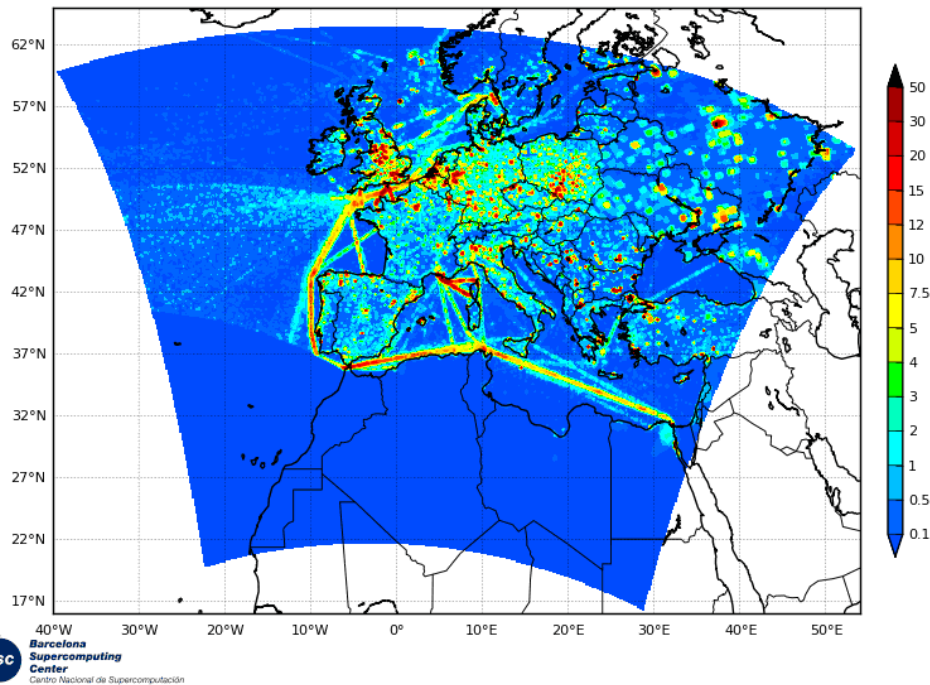 62°N
57°N
52°N
47°N
42°N
37°N
32°N
27°N
22°N
17°N
40°W 30°W 20°W 10°W 0° 10°E 20°E 30°E 40°E 50°E
50
30
20
15
12
10
7.5
5
4
3
2
1
0.5
0.1
sc
Barcelona
Supercomputing
Center
Centro Nacional de Supercomputación